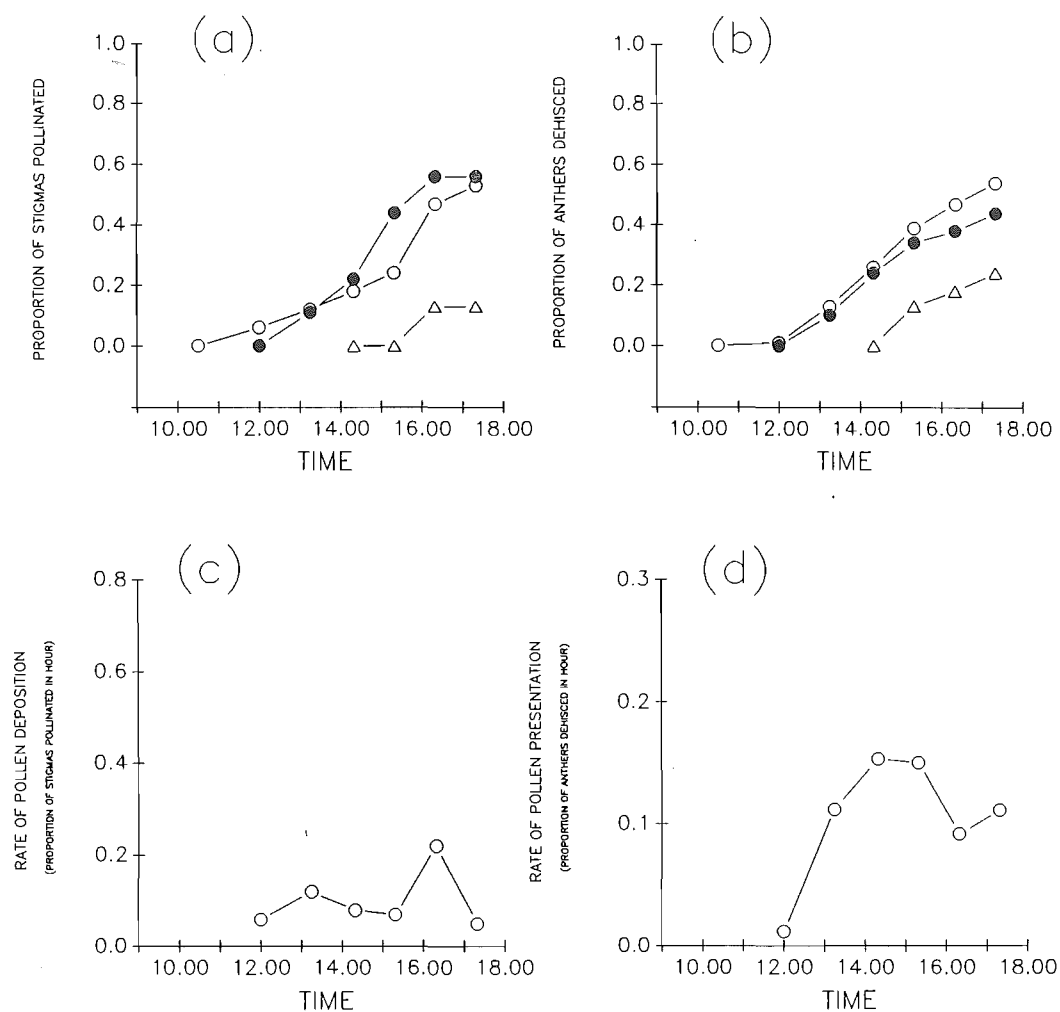 (a)
PROPORTION OF STIGMAS POLLINATED
1.0
0.8
0.6
0.4
0.2
0.0
10.00 12.00 14.00 16.00 18.00
TIME
(b)
PROPORTION OF ANTHERS DEHISCED
1.0
0.8
0.6
0.4
0.2
0.0
10.00 12.00 14.00 16.00 18.00
TIME
(c)
RATE OF POLLEN DEPOSITION
(PROPORTION OF STIGMAS POLLINATED IN HOUR)
0.8
0.6
0.4
0.2
0.0
10.00 12.00 14.00 16.00 18.00
TIME
(d)
RATE OF POLLEN PRESENTATION
(PROPORTION OF ANTHERS DEHISCED IN HOUR)
0.3
0.2
0.1
0.0
10.00 12.00 14.00 16.00 18.00
TIME